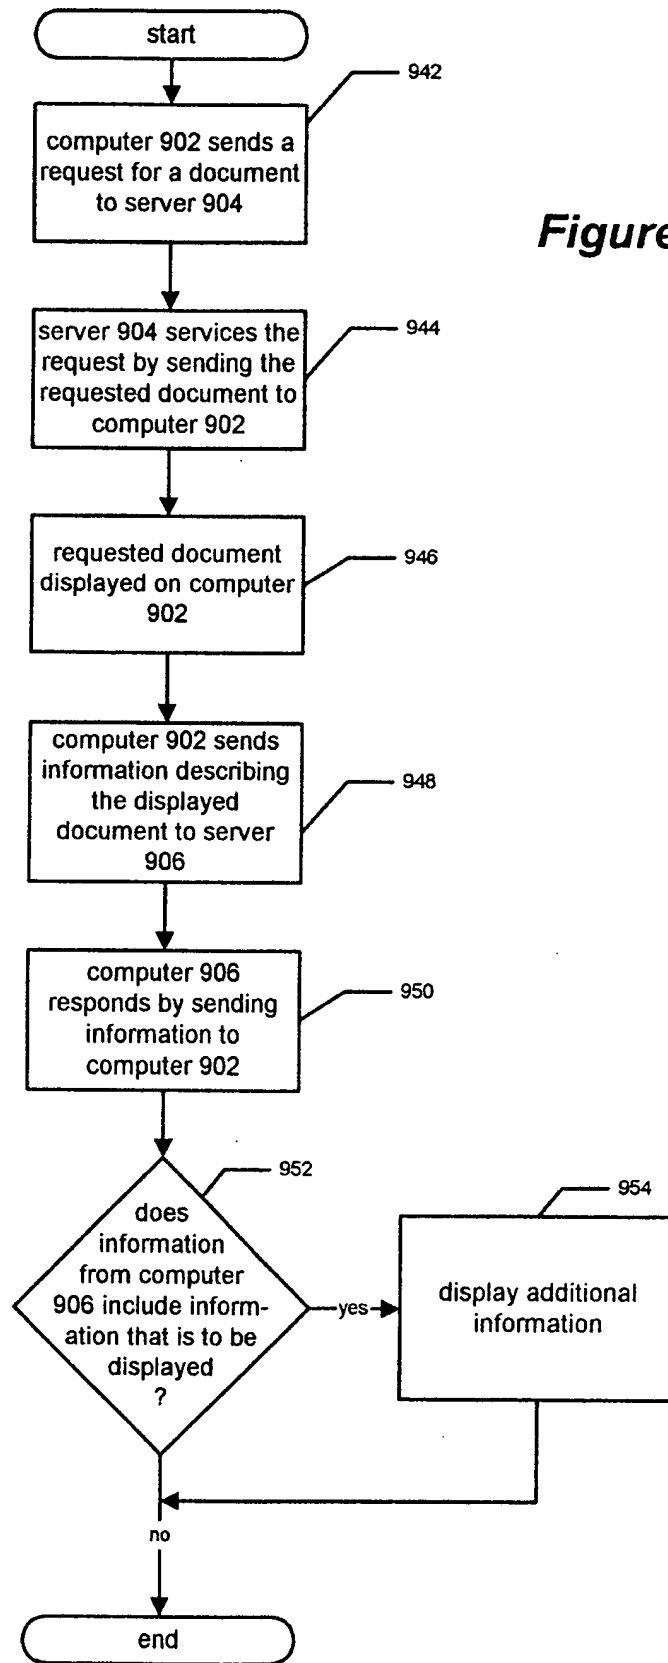 start
942
computer 902 sends a
request for a document
to server 904
Figure
server 904 services the
request by sending the
requested document to
computer 902
944
requested document
displayed on computer
902
946
computer 902 sends
information describing
the displayed
document to server
906
948
computer 906
responds by sending
information to
computer 902
950
952
does
information
from computer
906 include inform-
ation that is to be
displayed
?
yes
954
display additional
information
no
end